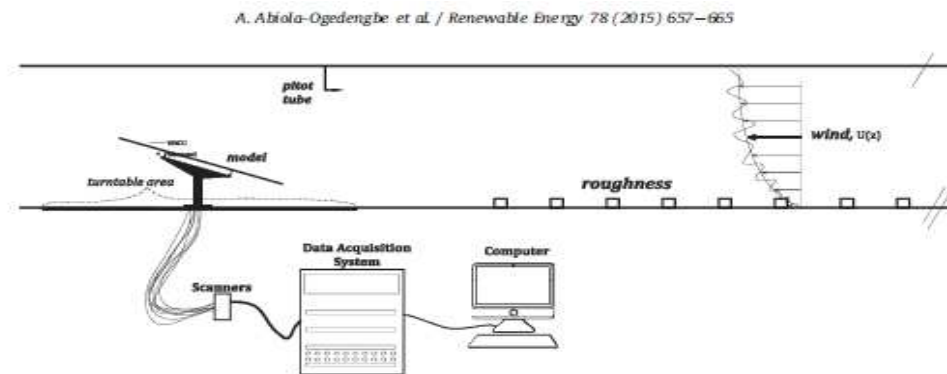 A. Abiola-Ogedengbe et al. / Renewable Energy 78 (2015) 657–665
pitot
tube
model
wind, U(z)
turntable area
roughness
Data Acquisition
System
Computer
Scanners